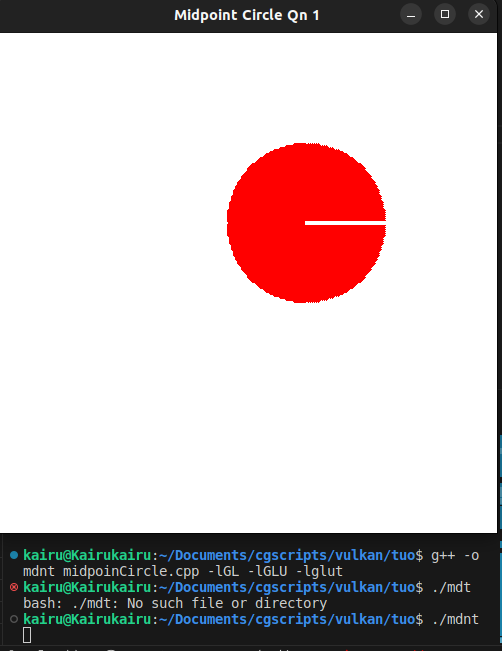 Midpoint Circle Qn 1
kairu@Kairukairu:~/Documents/cgscripts/vulkan/tuo$ g++ -o
mdnt midpoinCircle.cpp -lGL -lGLU -lglut
kairu@Kairukairu:~/Documents/cgscripts/vulkan/tuo$ ./mdt
bash: ./mdt: No such file or directory
kairu@Kairukairu:~/Documents/cgscripts/vulkan/tuo$ ./mdnt